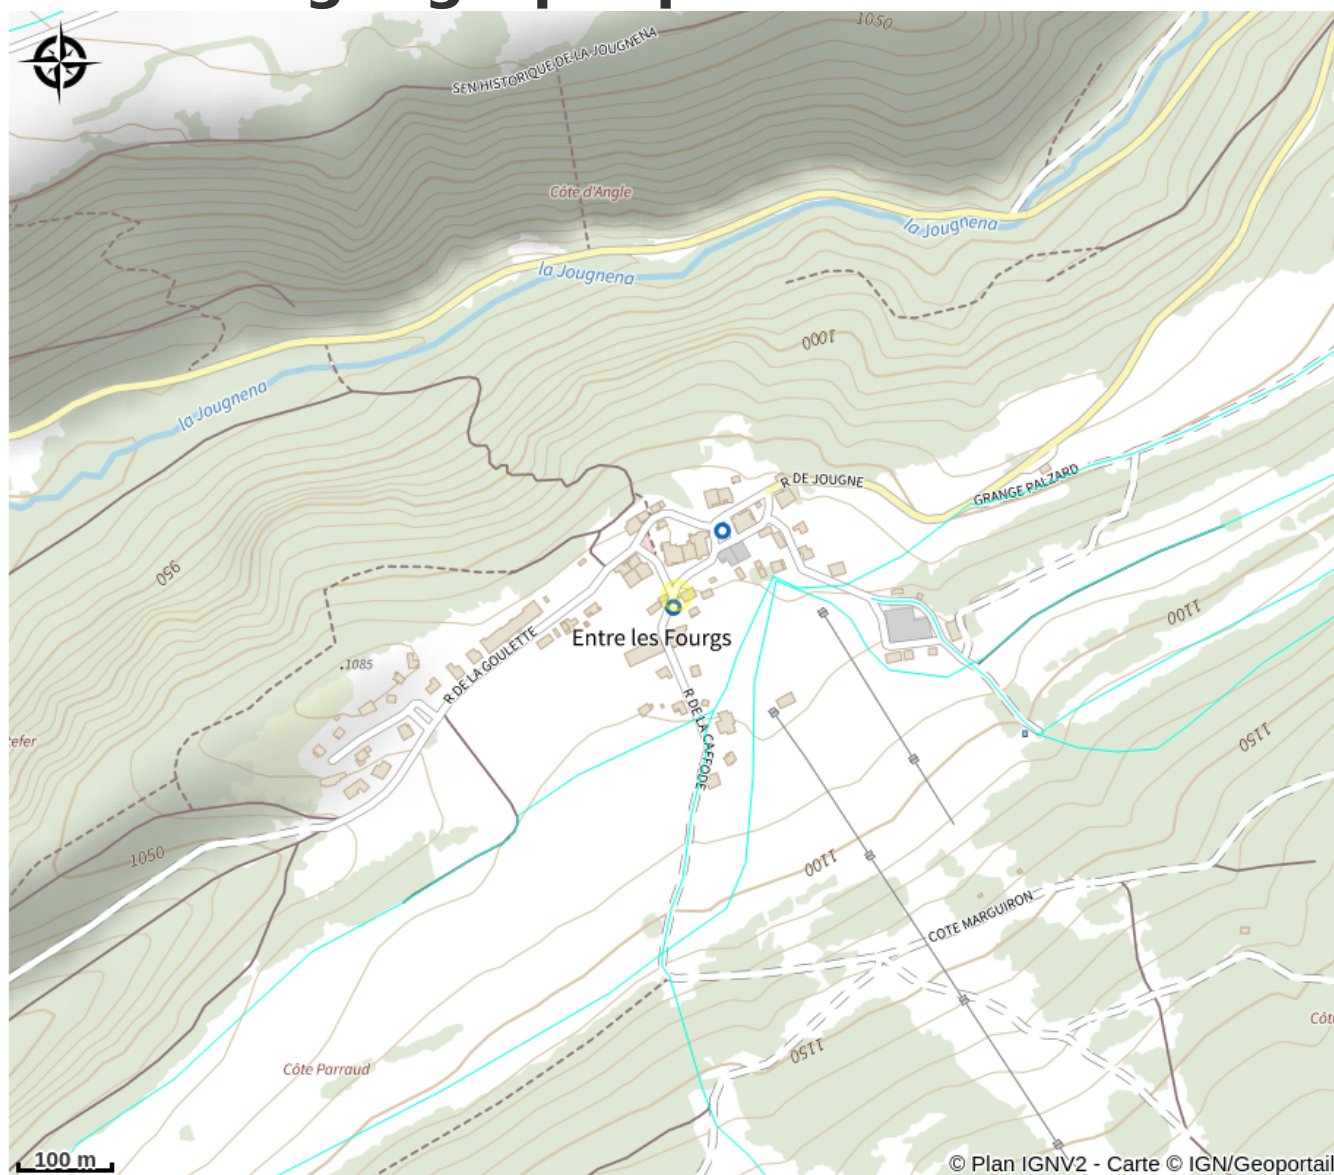 1050
SEN HISTORIQUE DE LA JOUGNENA
Côte d'Angle
la Jougnena
la Jougnena
1000
la Jougnena
R DE JOUGNE
GRANGE PALZARD
950
1100
Entre les Fourgs
.1085
R DE LA GOULETTE
R DE LA CAFFODE
1150
1050
1100
COTE MARGUIRON
1150
Côte Parraud
100 m
© Plan IGNV2 - Carte © IGN/Geoportail